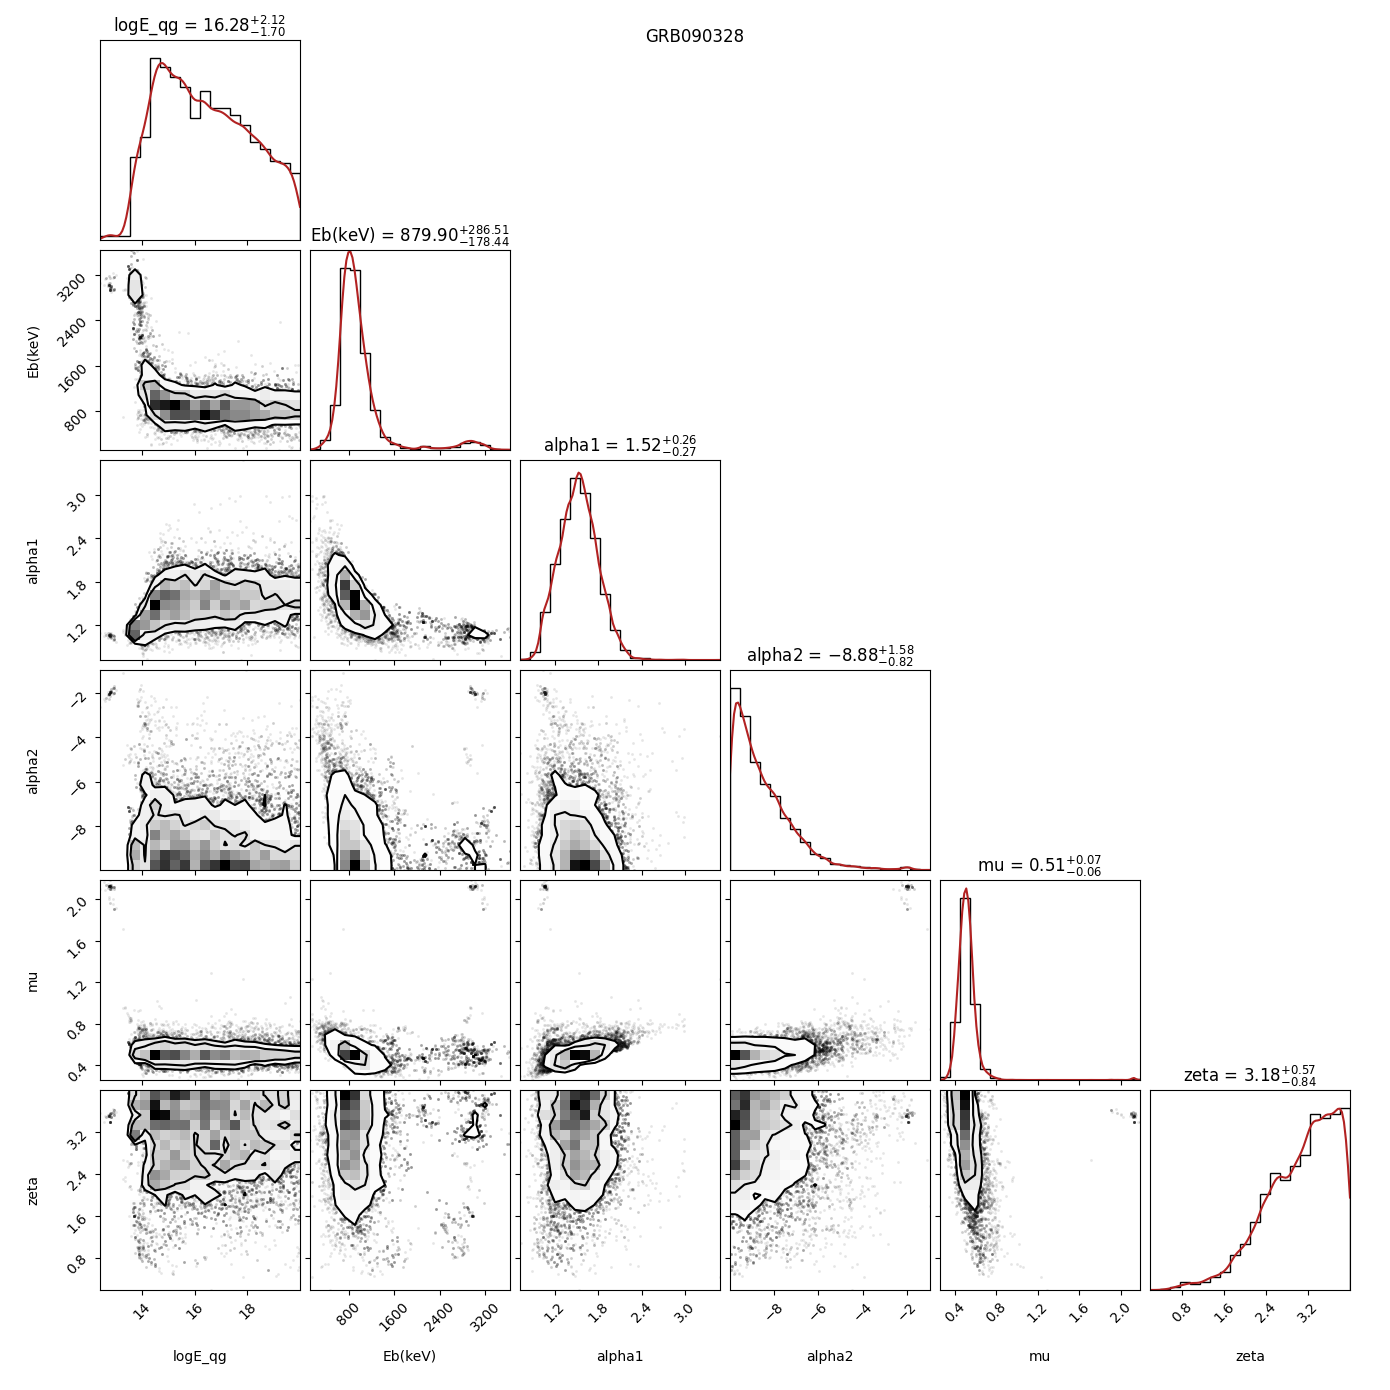 GRB090328
logE_qg = 16.28+2.12−1.70
Eb(keV) = 879.90+286.51−178.44
3200
2400
1600
800
Eb(keV)
alpha1 = 1.52+0.26−0.27
3.0
2.4
1.8
1.2
alpha1
alpha2 = −8.88+1.58−0.82
−2
−4
−6
−8
alpha2
mu = 0.51+0.07−0.06
2.0
1.6
1.2
0.8
0.4
mu
zeta = 3.18+0.57−0.84
3.2
2.4
1.6
0.8
zeta
14 16 18 800 1600 2400 3200 1.2 1.8 2.4 3.0 −8 −6 −4 −2 0.4 0.8 1.2 1.6 2.0 0.8 1.6 2.4 3.2
logE_qg Eb(keV) alpha1 alpha2 mu zeta